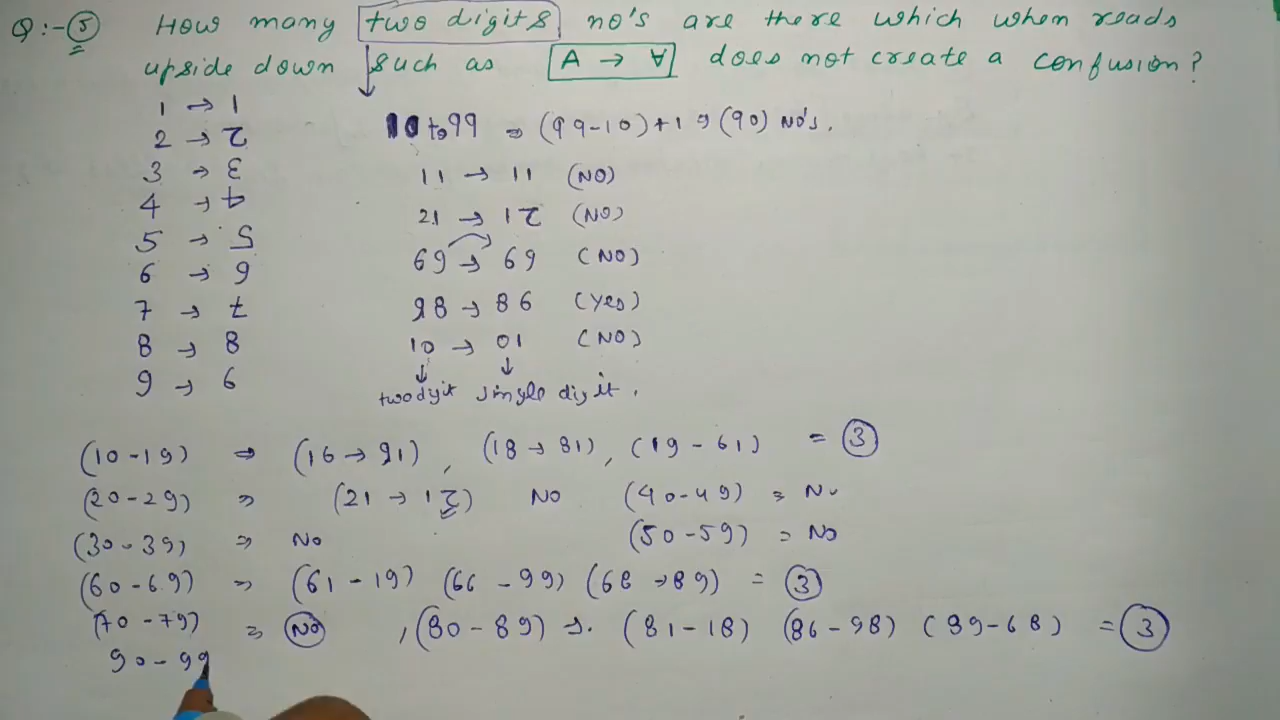 Q:-(5) How many two digits no's are there which when reads
upside down such as A → ∀ does not create a confusion?
1 → 1
2 → 2
3 → 3
4 → 4
5 → 5
6 → 6
7 → 7
8 → 8
9 → 9
10 to 99 ⇒ (99-10)+1 ⇒ (90) NO's.
11 → 11 (NO)
21 → 12 (NO)
69 → 69 (NO)
98 → 86 (Yes)
10 → 01 (NO)
two dyit single digit.
(10-19) ⇒ (16 → 91), (18 → 81), (19 - 61) = (3)
(20-29) ⇒ (21 → 12) NO (40-49) = No
(30-39) ⇒ No (50-59) = No
(60-69) ⇒ (61 - 19) (66 - 99) (68 → 89) = (3)
(70-79) ⇒ (No), (80-89) ⇒. (81-18) (86-98) (89-68) = (3)
90-99